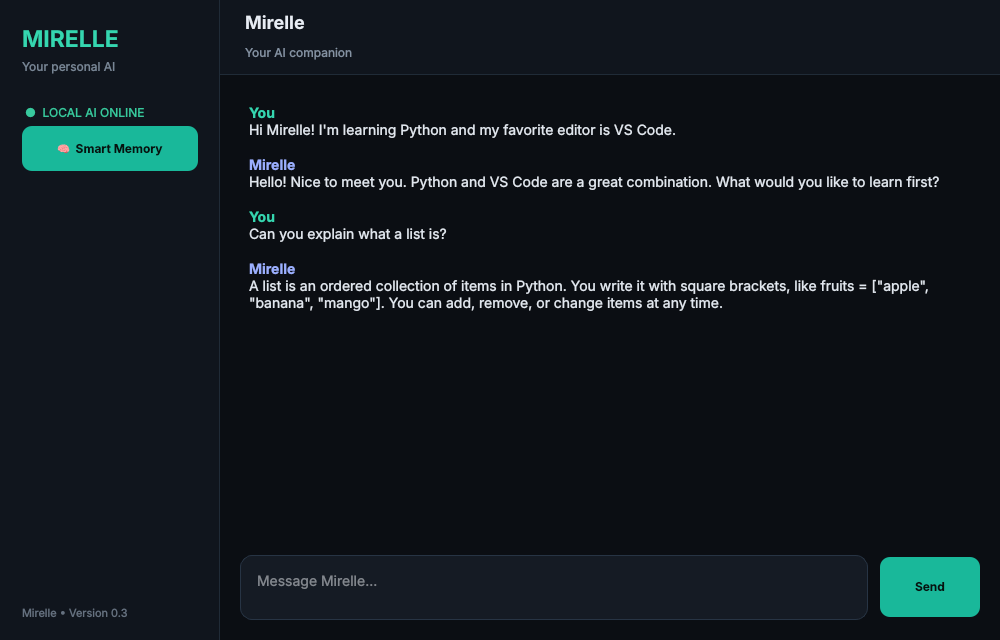 MIRELLE
Your personal AI
LOCAL AI ONLINE
🧠 Smart Memory
Mirelle • Version 0.3
Mirelle
Your AI companion
You
Hi Mirelle! I'm learning Python and my favorite editor is VS Code.
Mirelle
Hello! Nice to meet you. Python and VS Code are a great combination. What would you like to learn first?
You
Can you explain what a list is?
Mirelle
A list is an ordered collection of items in Python. You write it with square brackets, like fruits = ["apple",
"banana", "mango"]. You can add, remove, or change items at any time.
Message Mirelle...
Send